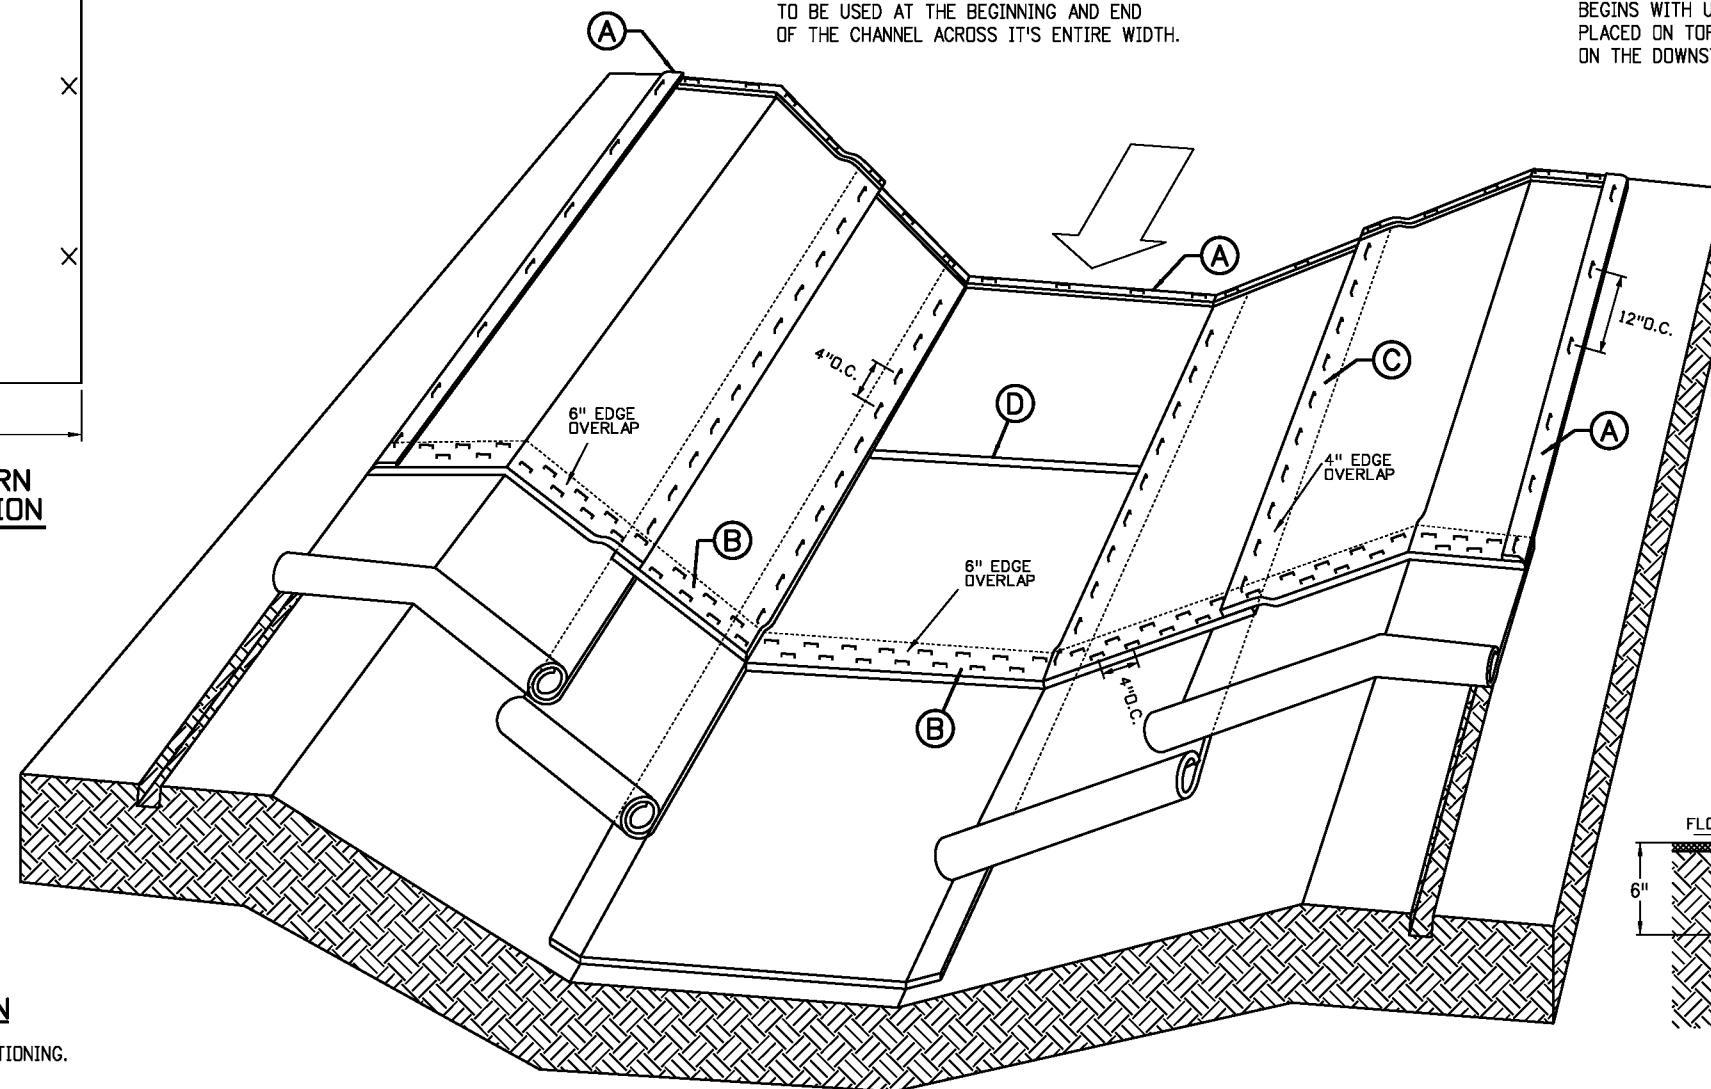 TO BE USED AT THE BEGINNING AND END
OF THE CHANNEL ACROSS IT'S ENTIRE WIDTH.
BEGINS WITH U
PLACED ON TOP
ON THE DOWNS
A
A
12"O.C.
4"O.C.
C
D
A
6" EDGE
OVERLAP
4" EDGE
OVERLAP
RN
ION
B
6" EDGE
OVERLAP
4"O.C.
B
FLO
6"
N
TIONING.